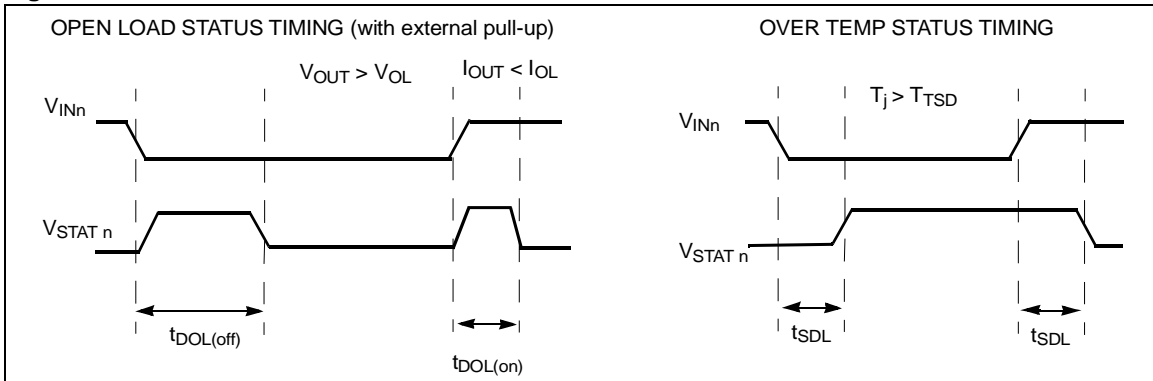 OPEN LOAD STATUS TIMING (with external pull-up)
VOUT > VOL
IOUT < IOL
VINn
VSTAT n
tDOL(off)
tDOL(on)
OVER TEMP STATUS TIMING
Tj > TTSD
VINn
VSTAT n
tSDL
tSDL